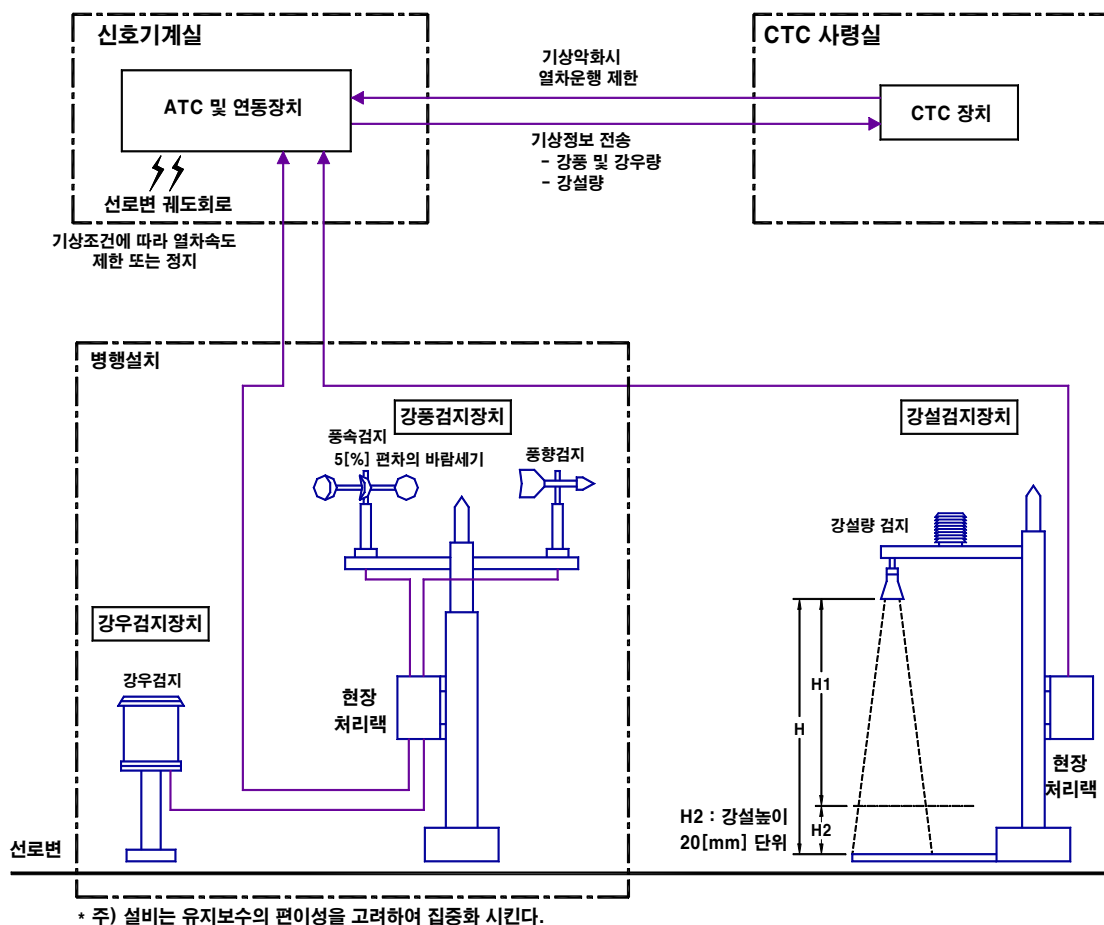 신호기계실
CTC 사령실
기상악화시
열차운행 제한
ATC 및 연동장치
CTC 장치
기상정보 전송
- 강풍 및 강우량
- 강설량
선로변 궤도회로
기상조건에 따라 열차속도
제한 또는 정지
병행설치
강풍검지장치
강설검지장치
풍속검지
5[%] 편차의 바람세기
풍향검지
강설량 검지
강우검지장치
강우검지
현장
처리랙
H1
H
현장
처리랙
H2 : 강설높이
20[mm] 단위
H2
선로변
* 주) 설비는 유지보수의 편이성을 고려하여 집중화 시킨다.